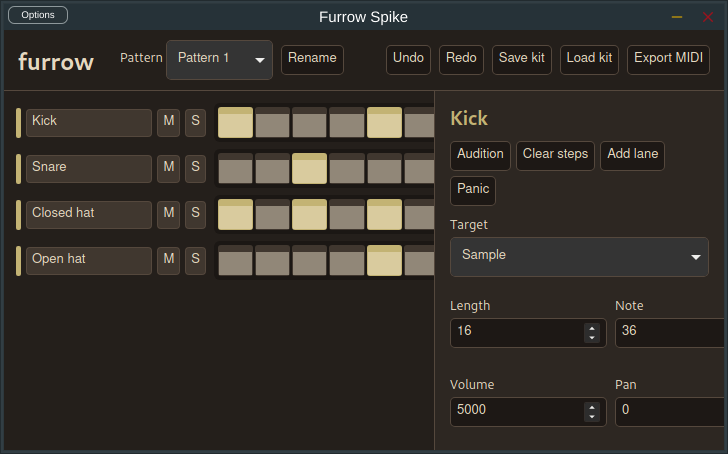 Options
Furrow Spike
furrow
Pattern
Pattern 1
Rename
Undo
Redo
Save kit
Load kit
Export MIDI
Kick
M
S
Snare
M
S
Closed hat
M
S
Open hat
M
S
Kick
Audition
Clear steps
Add lane
Panic
Target
Sample
Length
Note
16
36
Volume
Pan
5000
0